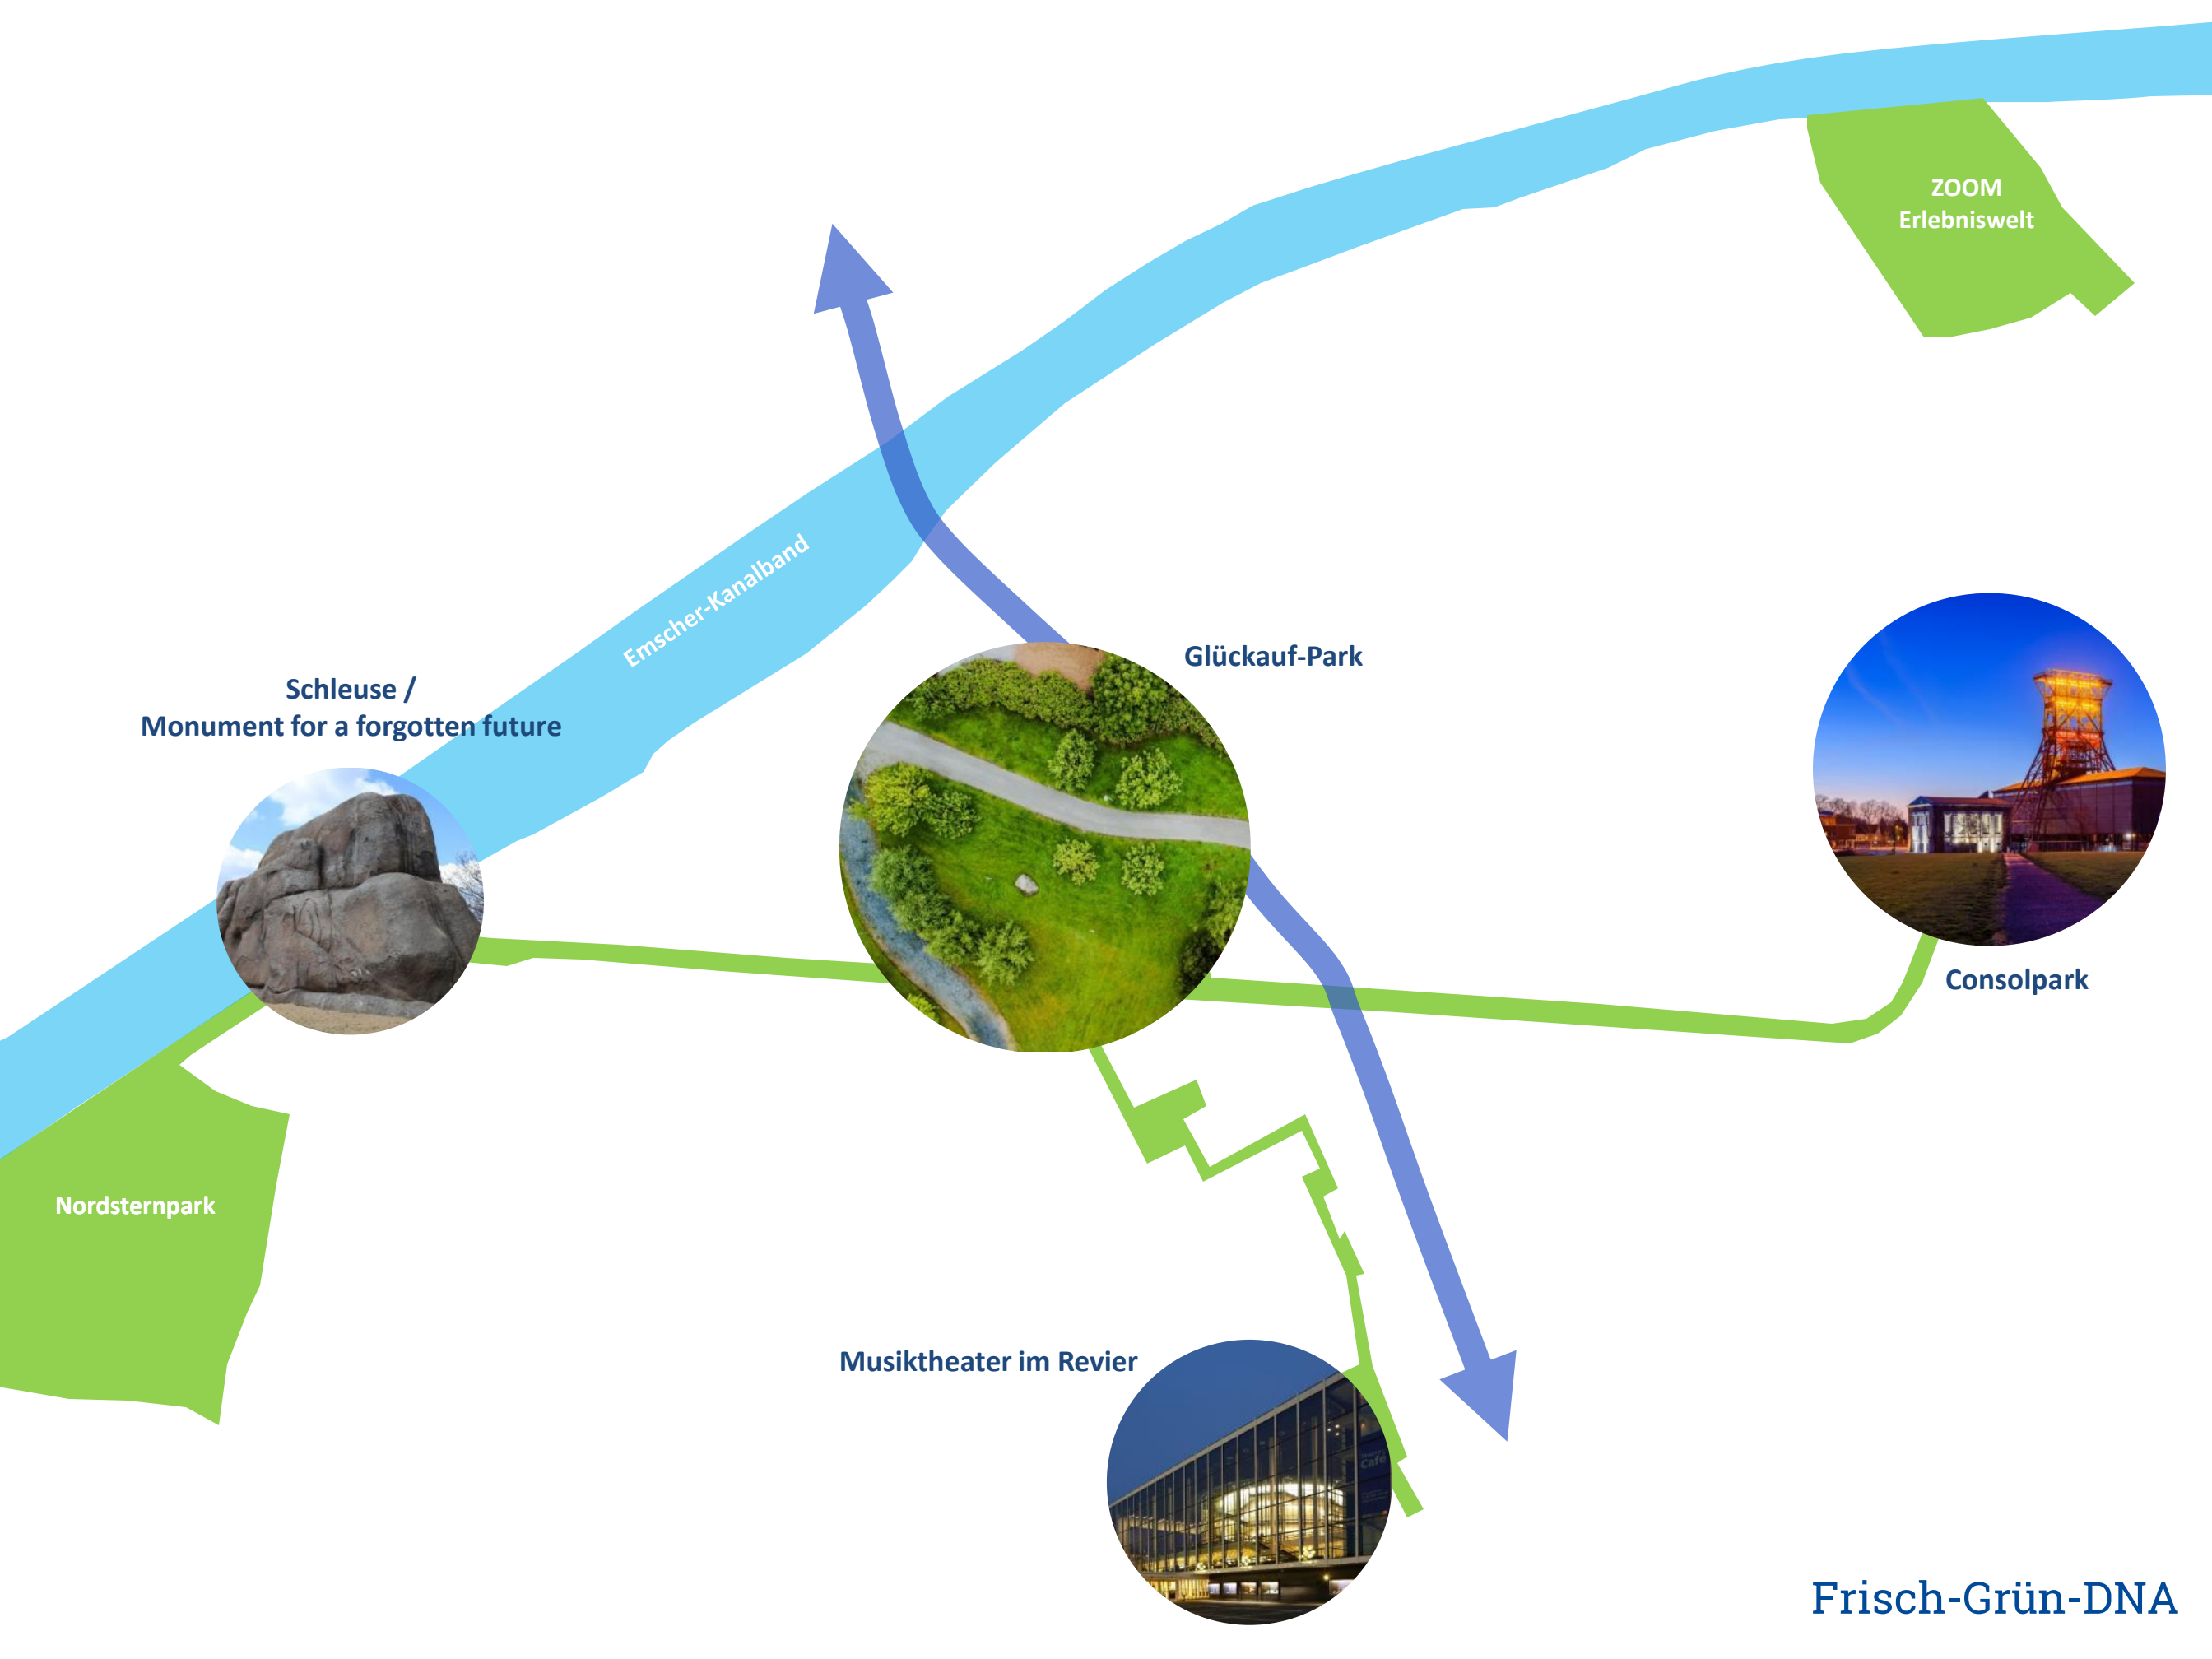 ZOOM
Erlebniswelt
Emscher-Kanalband
Glückauf-Park
Schleuse /
Monument for a forgotten future
Consolpark
Nordsternpark
Musiktheater im Revier
Café
Frisch-Grün-DNA